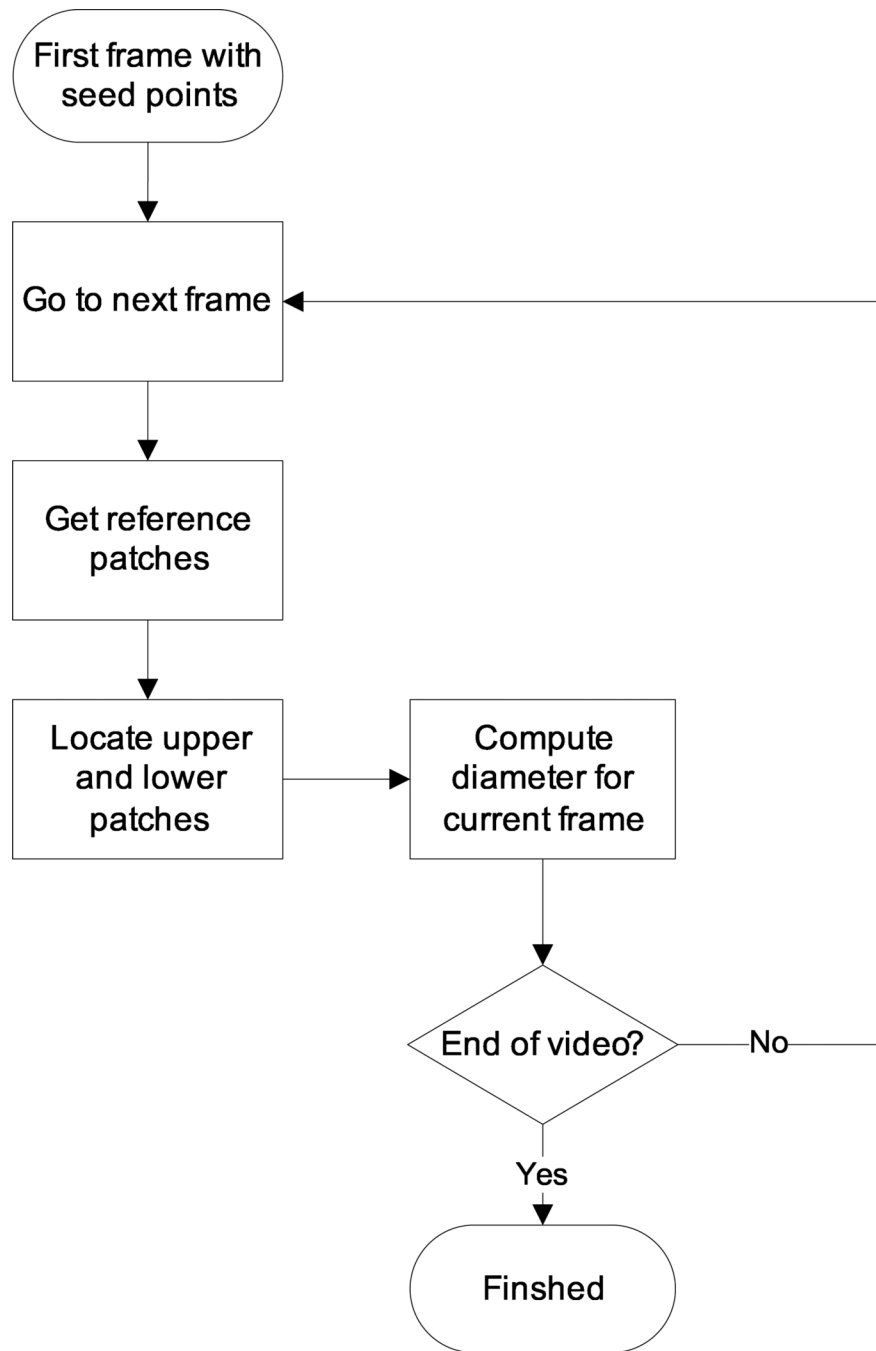 First frame with
seed points
Go to next frame
Get reference
patches
Locate upper
and lower
patches
Compute
diameter for
current frame
End of video?
No
Yes
Finshed